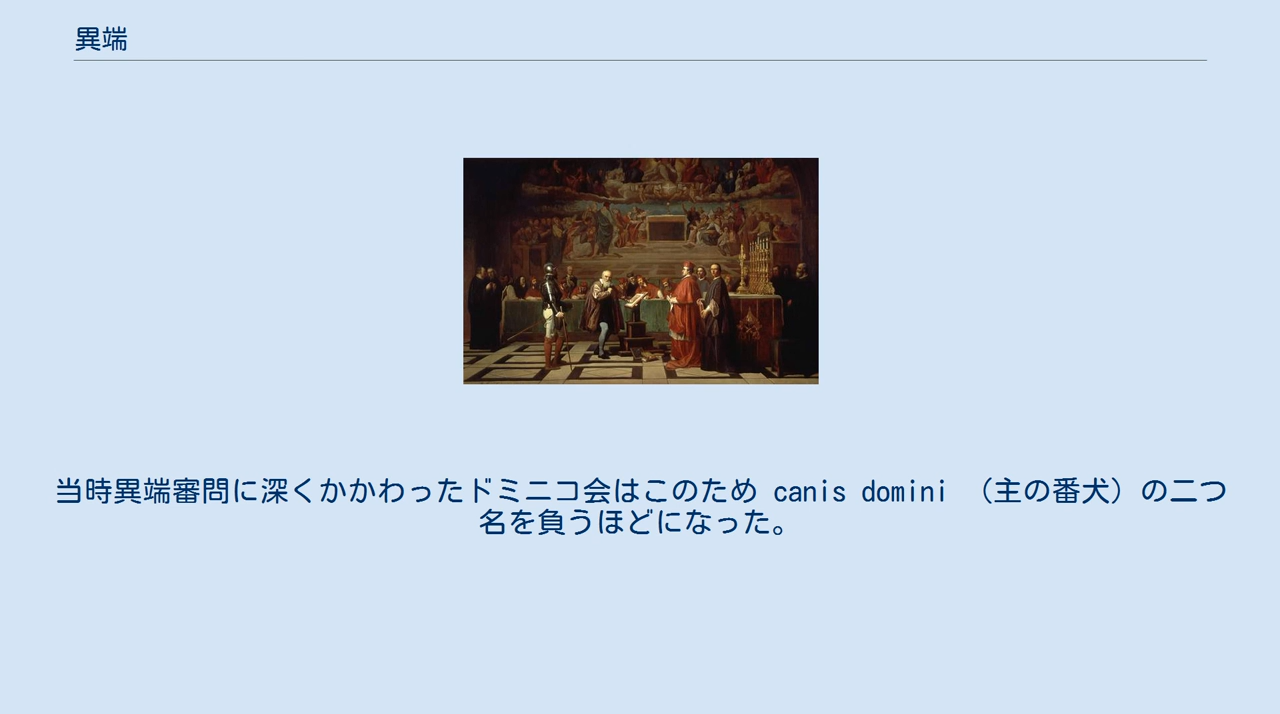 異端
当時異端審問に深くかかわったドミニコ会はこのため canis domini （主の番犬）の二つ
名を負うほどになった。